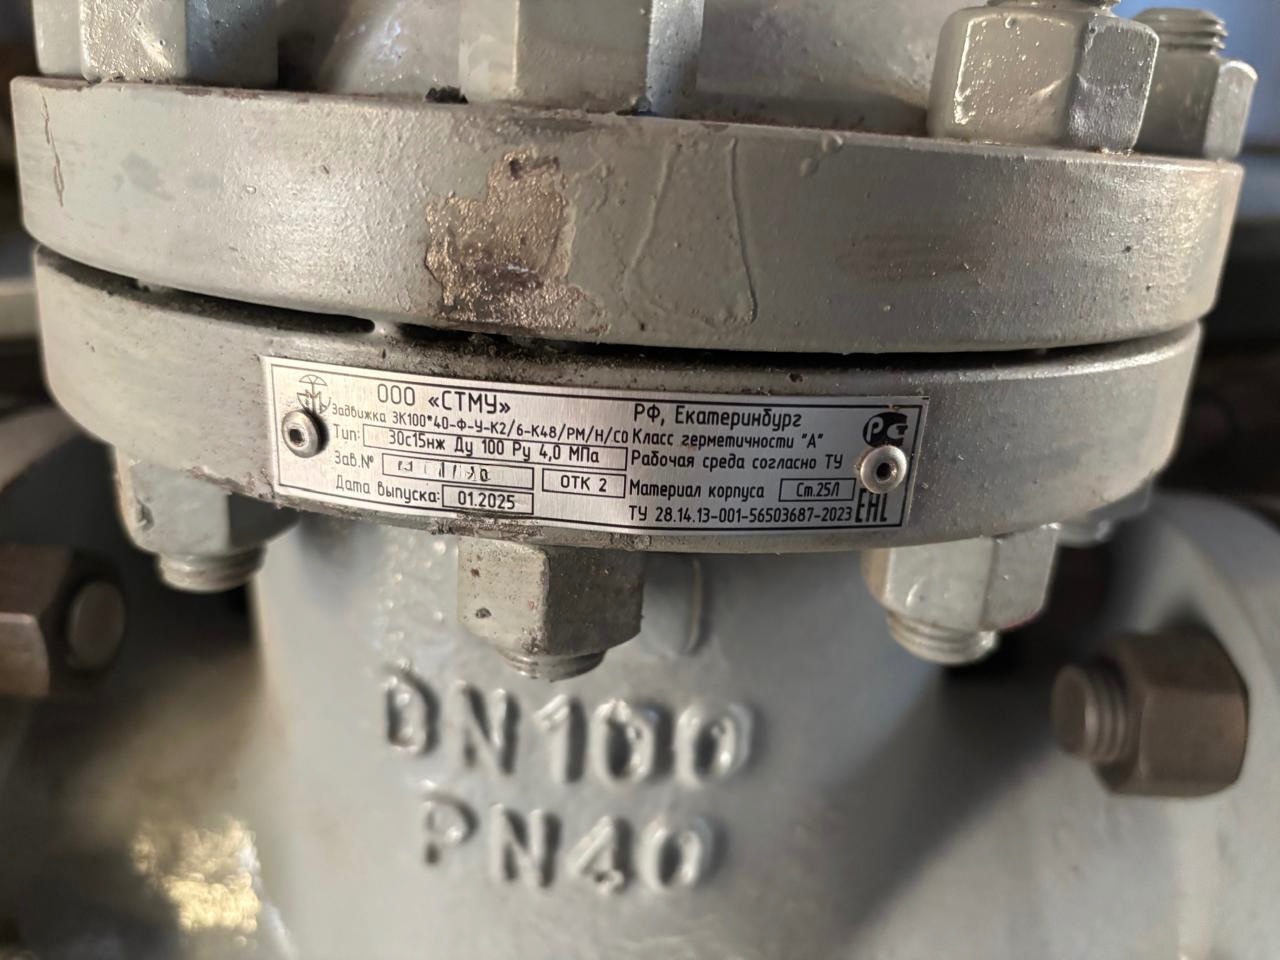 ООО «СТМУ»
Задвижка ЗК100*40-Ф-У-К2/6-К48/РМ/Н/СО
Тип: 30с15нж Ду 100 Ру 4,0 МПа
Зав.№
ОТК 2
Дата выпуска: 01.2025
РФ, Екатеринбург
Класс герметичности "А"
Рабочая среда согласно ТУ
Материал корпуса Ст.25Л
ТУ 28.14.13-001-56503687-2023
EAC
DN100
PN40